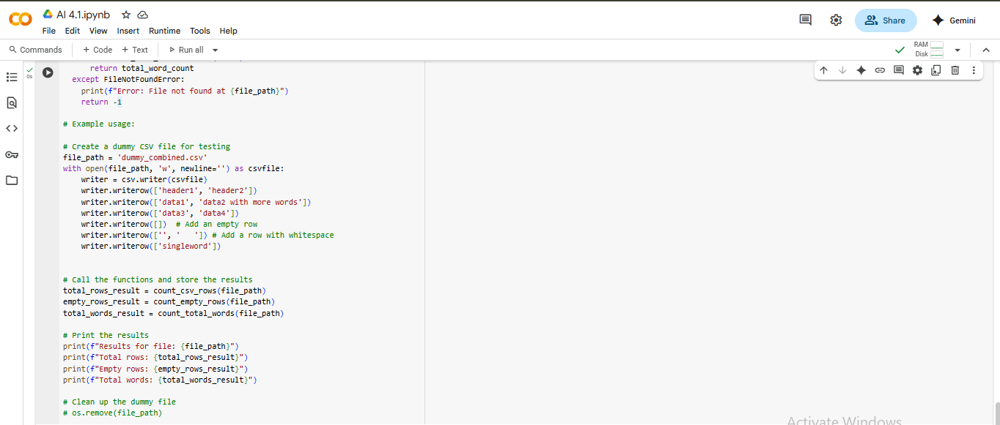 AI 4.1.ipynb
File Edit View Insert Runtime Tools Help
Share
Gemini
Commands + Code + Text Run all
RAM
Disk
0s
        return total_word_count
  except FileNotFoundError:
    print(f"Error: File not found at {file_path}")
    return -1
# Example usage:
# Create a dummy CSV file for testing
file_path = 'dummy_combined.csv'
with open(file_path, 'w', newline='') as csvfile:
    writer = csv.writer(csvfile)
    writer.writerow(['header1', 'header2'])
    writer.writerow(['data1', 'data2 with more words'])
    writer.writerow(['data3', 'data4'])
    writer.writerow([])  # Add an empty row
    writer.writerow(['', '   ']) # Add a row with whitespace
    writer.writerow(['singleword'])
# Call the functions and store the results
total_rows_result = count_csv_rows(file_path)
empty_rows_result = count_empty_rows(file_path)
total_words_result = count_total_words(file_path)
# Print the results
print(f"Results for file: {file_path}")
print(f"Total rows: {total_rows_result}")
print(f"Empty rows: {empty_rows_result}")
print(f"Total words: {total_words_result}")
# Clean up the dummy file
# os.remove(file_path)
Activate Windows